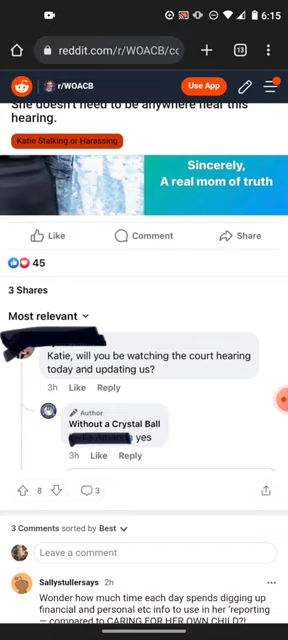 6:15
reddit.com/r/WOACB/cc
13
r/WOACB
Use App
She doesn't need to be anywhere near this
hearing.
Katie Stalking or Harassing
Sincerely,
A real mom of truth
Like
Comment
Share
45
3 Shares
Most relevant
Katie, will you be watching the court hearing
today and updating us?
3h Like Reply
Author
Without a Crystal Ball
yes
3h Like Reply
8
3
3 Comments sorted by Best
Leave a comment
Sallystullersays 2h
Wonder how much time each day spends digging up
financial and personal etc info to use in her 'reporting
– compared to CARING FOR HER OWN CHILD?!